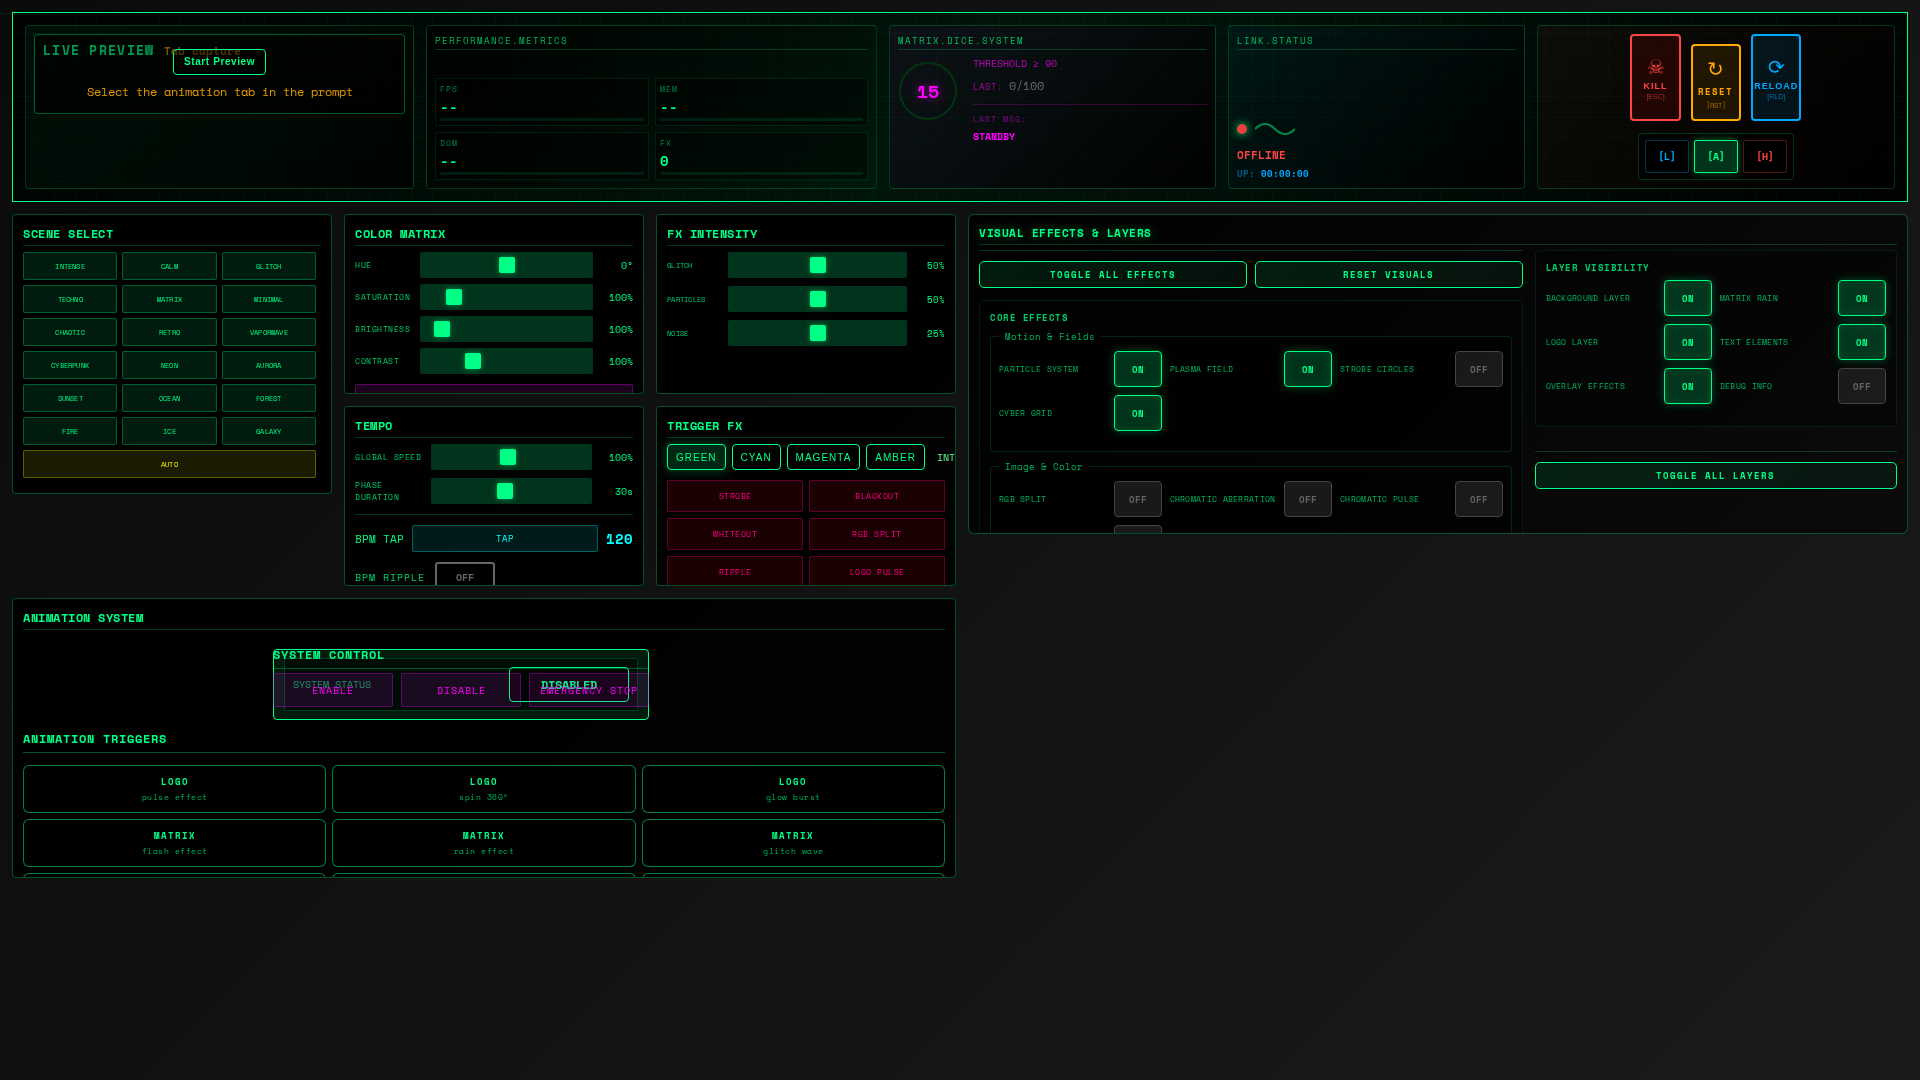 LIVE PREVIEW Tab capture
Start Preview
Select the animation tab in the prompt
PERFORMANCE.METRICS
FPS
--
MEM
--
DOM
--
FX
0
MATRIX.DICE.SYSTEM
15
THRESHOLD ≥ 90
LAST: 0/100
LAST MSG:
STANDBY
LINK.STATUS
OFFLINE
UP: 00:00:00
KILL
[ESC]
RESET
[RST]
RELOAD
[RLD]
[L] [A] [H]
SCENE SELECT
INTENSE CALM GLITCH
TECHNO MATRIX MINIMAL
CHAOTIC RETRO VAPORWAVE
CYBERPUNK NEON AURORA
SUNSET OCEAN FOREST
FIRE ICE GALAXY
AUTO
COLOR MATRIX
HUE 0°
SATURATION 100%
BRIGHTNESS 100%
CONTRAST 100%
FX INTENSITY
GLITCH 50%
PARTICLES 50%
NOISE 25%
TEMPO
GLOBAL SPEED 100%
PHASE DURATION 30s
BPM TAP TAP 120
BPM RIPPLE OFF
TRIGGER FX
GREEN CYAN MAGENTA AMBER INT
STROBE BLACKOUT
WHITEOUT RGB SPLIT
RIPPLE LOGO PULSE
VISUAL EFFECTS & LAYERS
TOGGLE ALL EFFECTS RESET VISUALS
CORE EFFECTS
Motion & Fields
PARTICLE SYSTEM ON PLASMA FIELD ON STROBE CIRCLES OFF
CYBER GRID ON
Image & Color
RGB SPLIT OFF CHROMATIC ABERRATION OFF CHROMATIC PULSE OFF
LAYER VISIBILITY
BACKGROUND LAYER ON MATRIX RAIN ON
LOGO LAYER ON TEXT ELEMENTS ON
OVERLAY EFFECTS ON DEBUG INFO OFF
TOGGLE ALL LAYERS
ANIMATION SYSTEM
SYSTEM CONTROL
SYSTEM STATUS DISABLED
ENABLE DISABLE EMERGENCY STOP
ANIMATION TRIGGERS
LOGO
pulse effect
LOGO
spin 360°
LOGO
glow burst
MATRIX
flash effect
MATRIX
rain effect
MATRIX
glitch wave